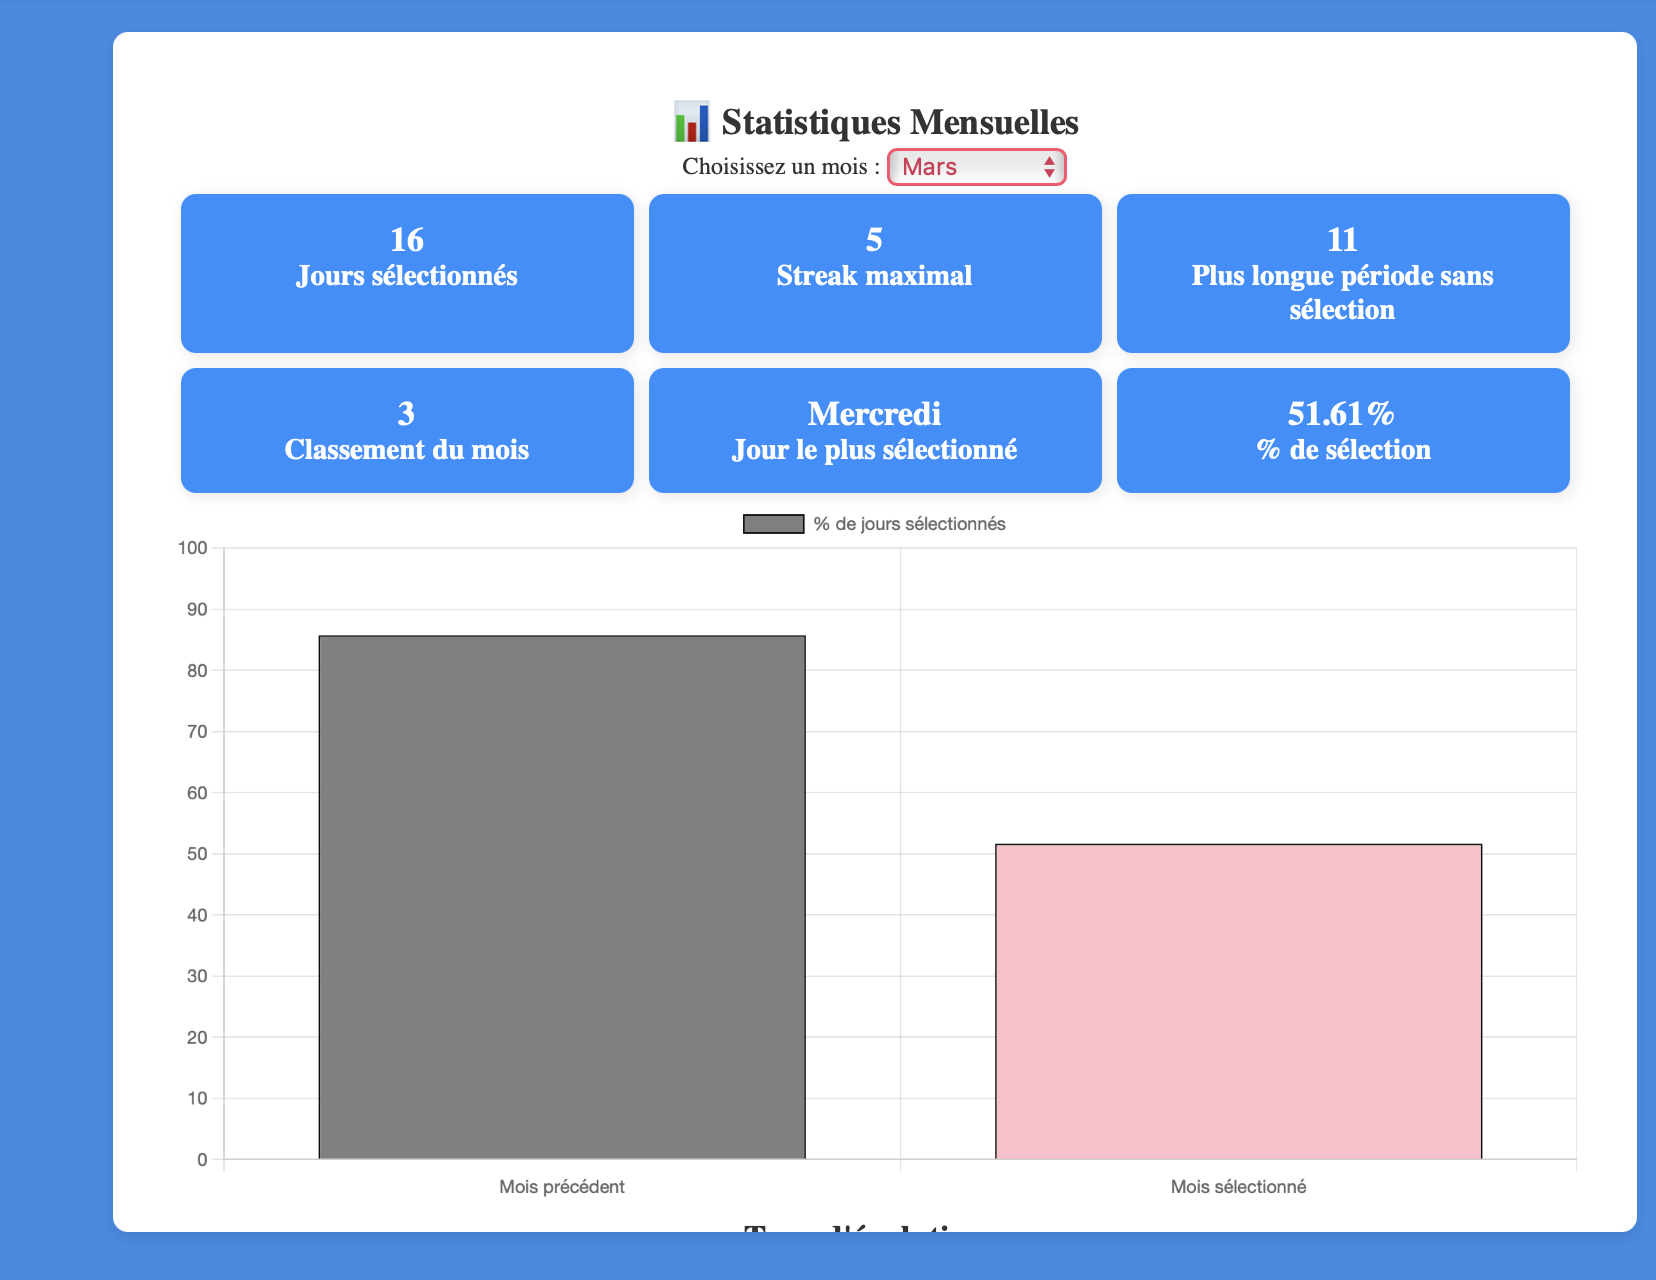 Statistiques Mensuelles
Choisissez un mois : Mars
16
Jours sélectionnés
5
Streak maximal
11
Plus longue période sans
sélection
3
Classement du mois
Mercredi
Jour le plus sélectionné
51.61%
% de sélection
% de jours sélectionnés
100
90
80
70
60
50
40
30
20
10
0
Mois précédent
Mois sélectionné